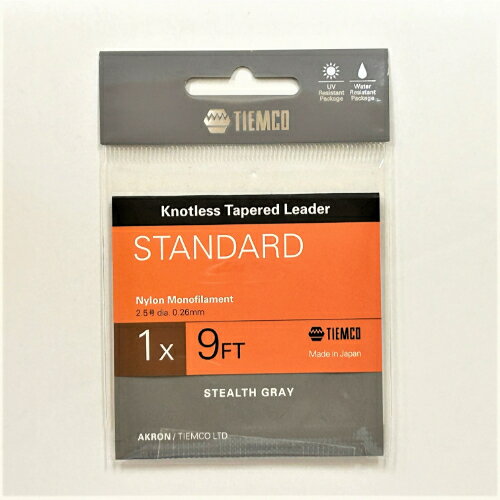 UV
Resistant
Package
Water
Resistant
Package
TIEMCO
Knotless Tapered Leader
STANDARD
Nylon Monofilament
2.5号 dia. 0.26mm
1X 9FT
TIEMCO
Made in Japan
STEALTH GRAY
AKRON / TIEMCO LTD